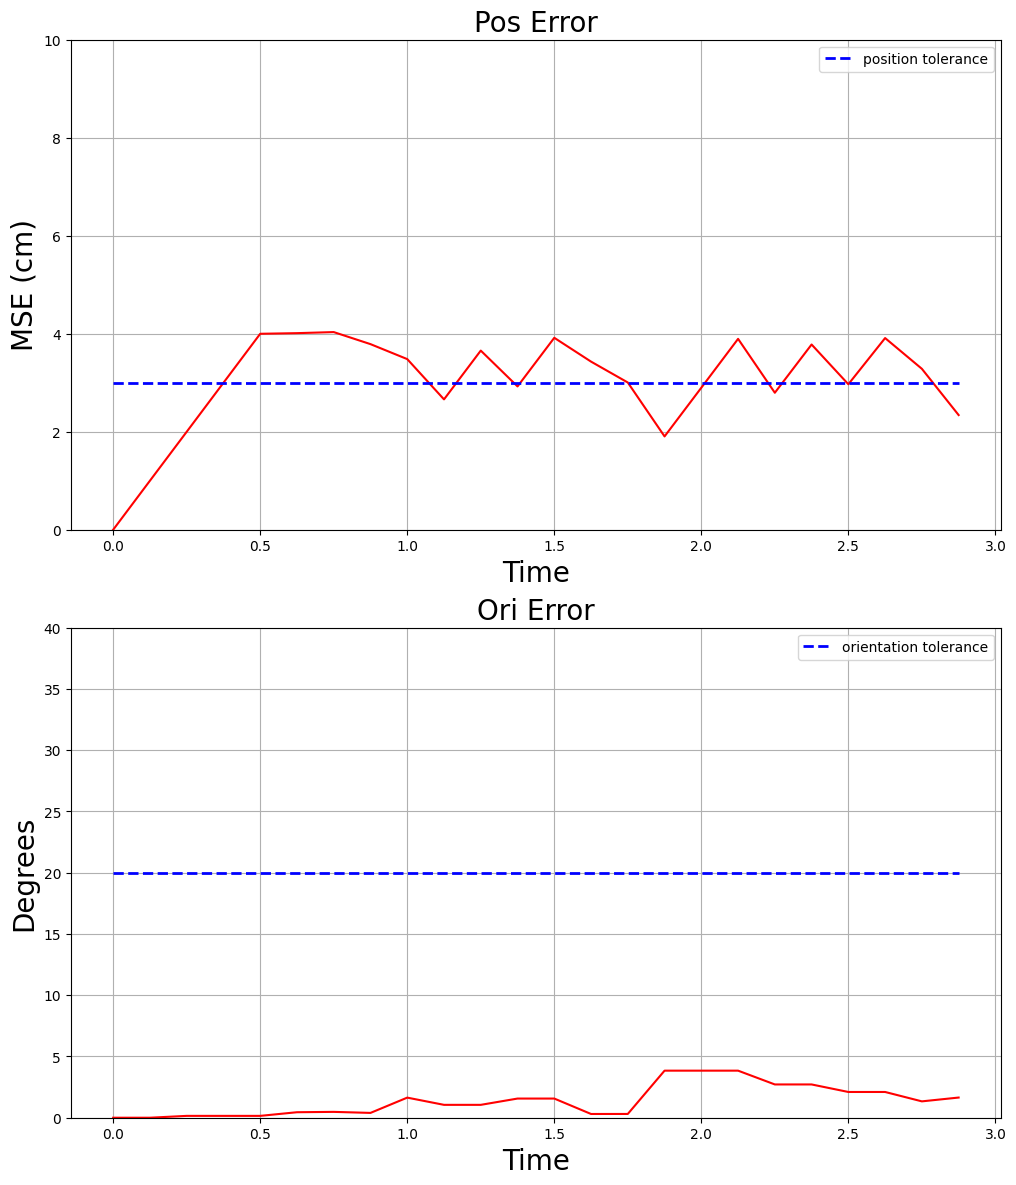 Pos Error
10
position tolerance
8
6
MSE (cm)
4
2
0
0.0 0.5 1.0 1.5 2.0 2.5 3.0
Time
Ori Error
40
orientation tolerance
35
30
25
20
Degrees
15
10
5
0
0.0 0.5 1.0 1.5 2.0 2.5 3.0
Time